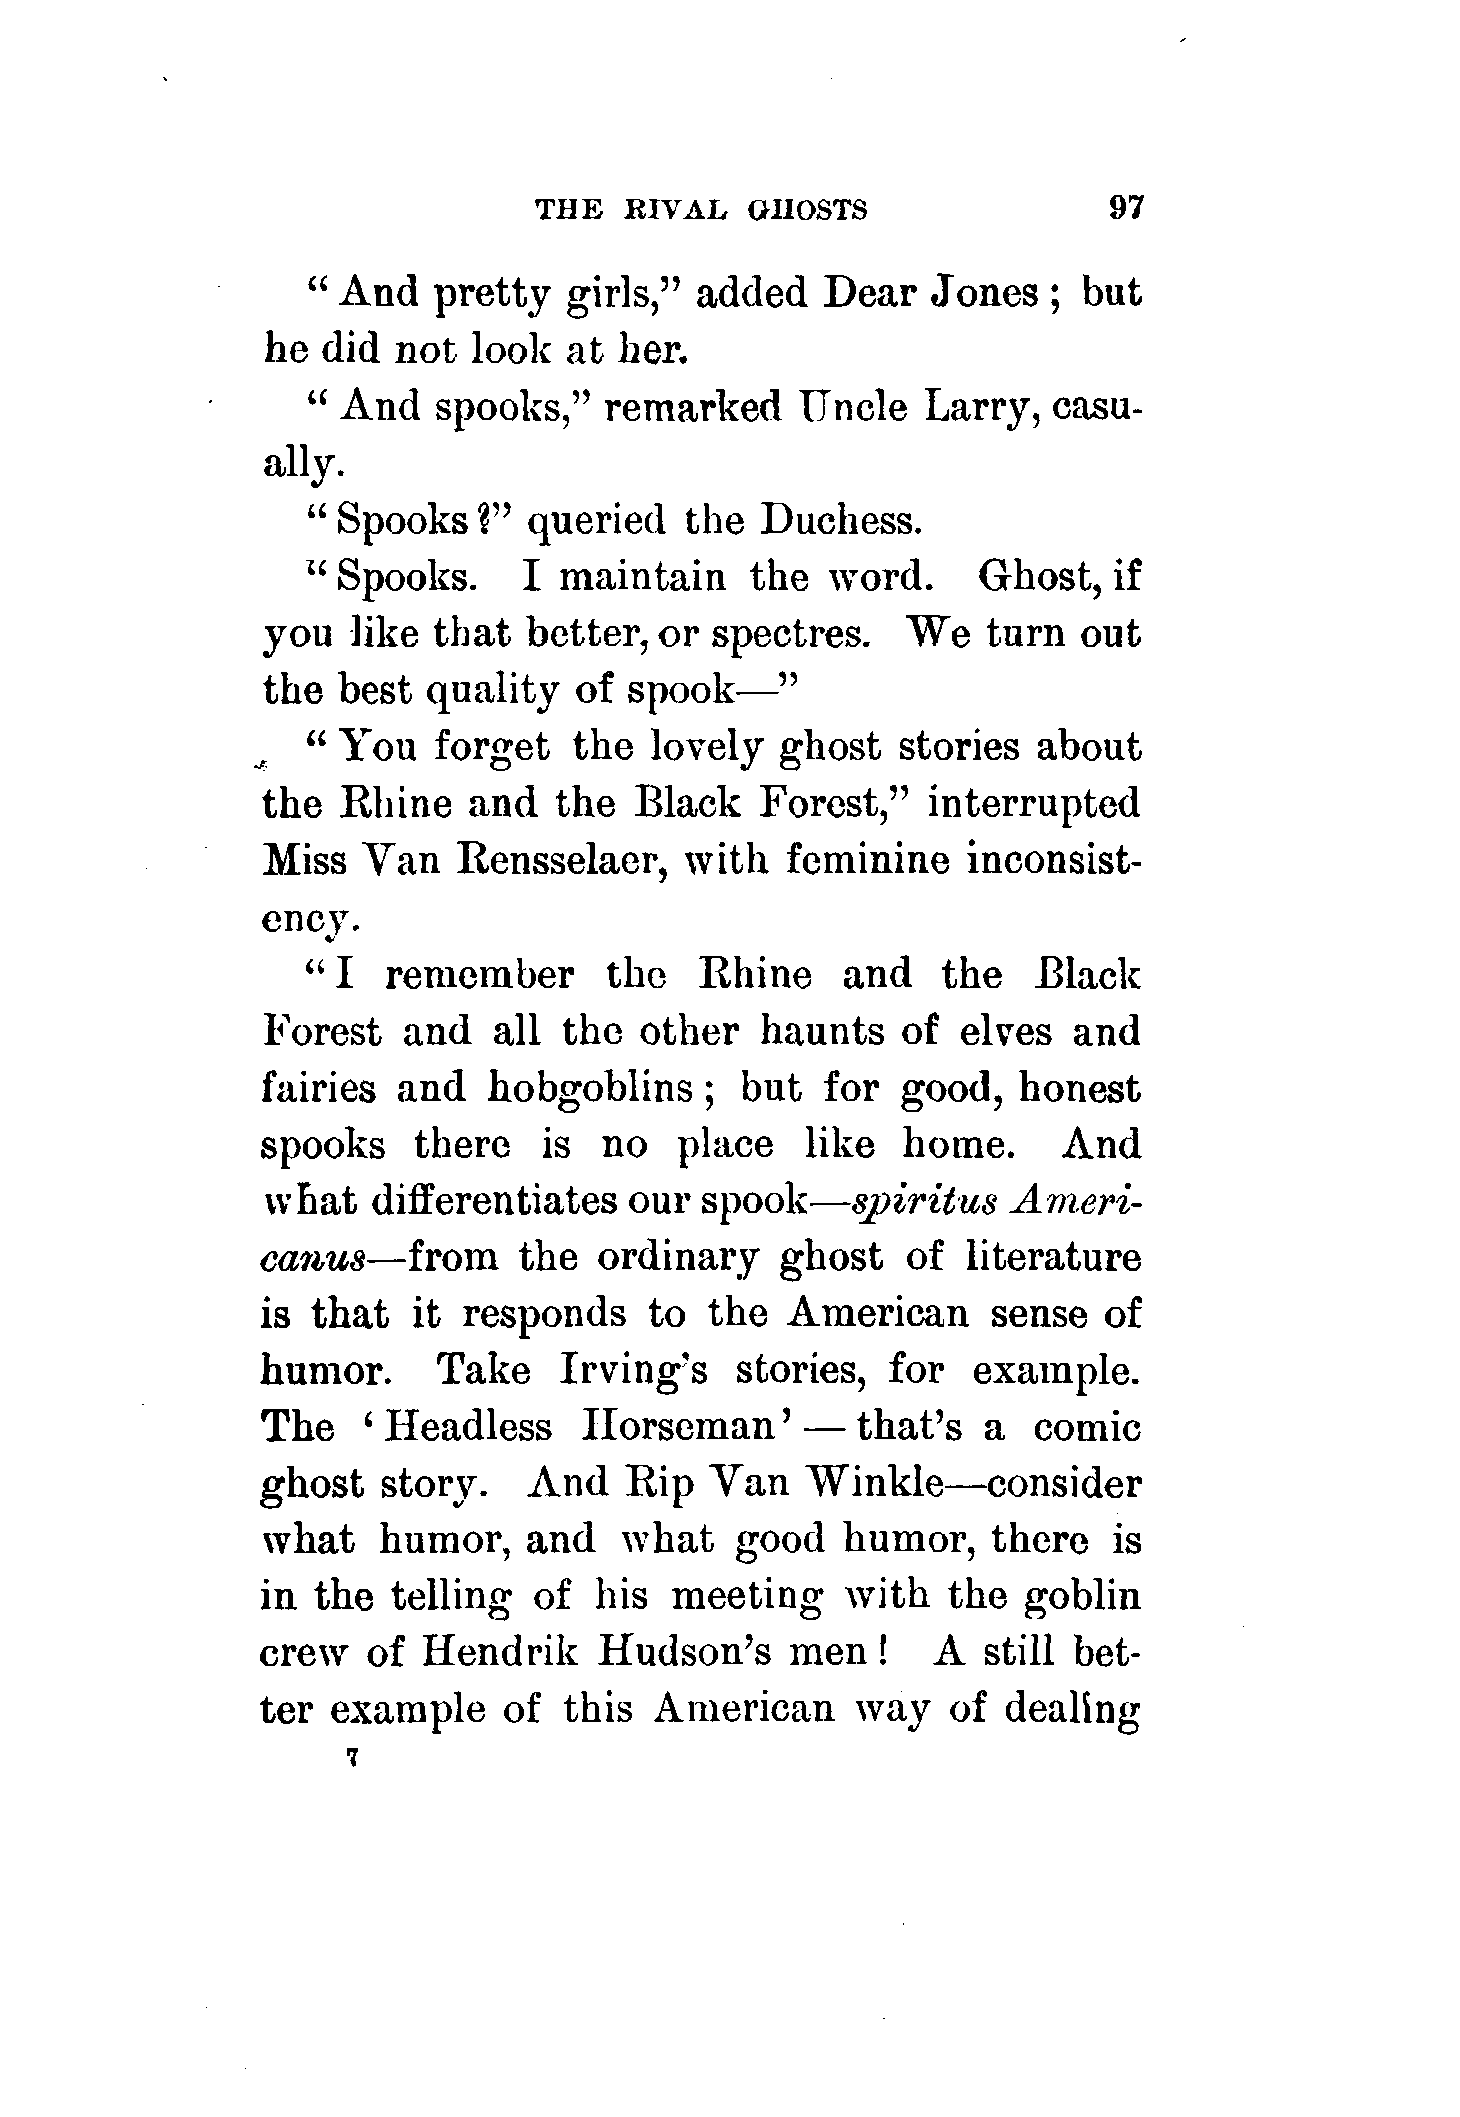 THE RIVAL GHOSTS 97
“ And pretty girls,” added Dear Jones ; but
he did not look at her.
“ And spooks,” remarked Uncle Larry, casu-
ally.
“ Spooks ?” queried the Duchess.
“ Spooks. I maintain the word. Ghost, if
you like that better, or spectres. We turn out
the best quality of spook—”
“ You forget the lovely ghost stories about
the Rhine and the Black Forest,” interrupted
Miss Van Rensselaer, with feminine inconsist-
ency.
“ I remember the Rhine and the Black
Forest and all the other haunts of elves and
fairies and hobgoblins ; but for good, honest
spooks there is no place like home. And
what differentiates our spook—spiritus Ameri-
canus—from the ordinary ghost of literature
is that it responds to the American sense of
humor. Take Irving’s stories, for example.
The ‘ Headless Horseman ’ — that’s a comic
ghost story. And Rip Van Winkle—consider
what humor, and what good humor, there is
in the telling of his meeting with the goblin
crew of Hendrik Hudson’s men ! A still bet-
ter example of this American way of dealing
7